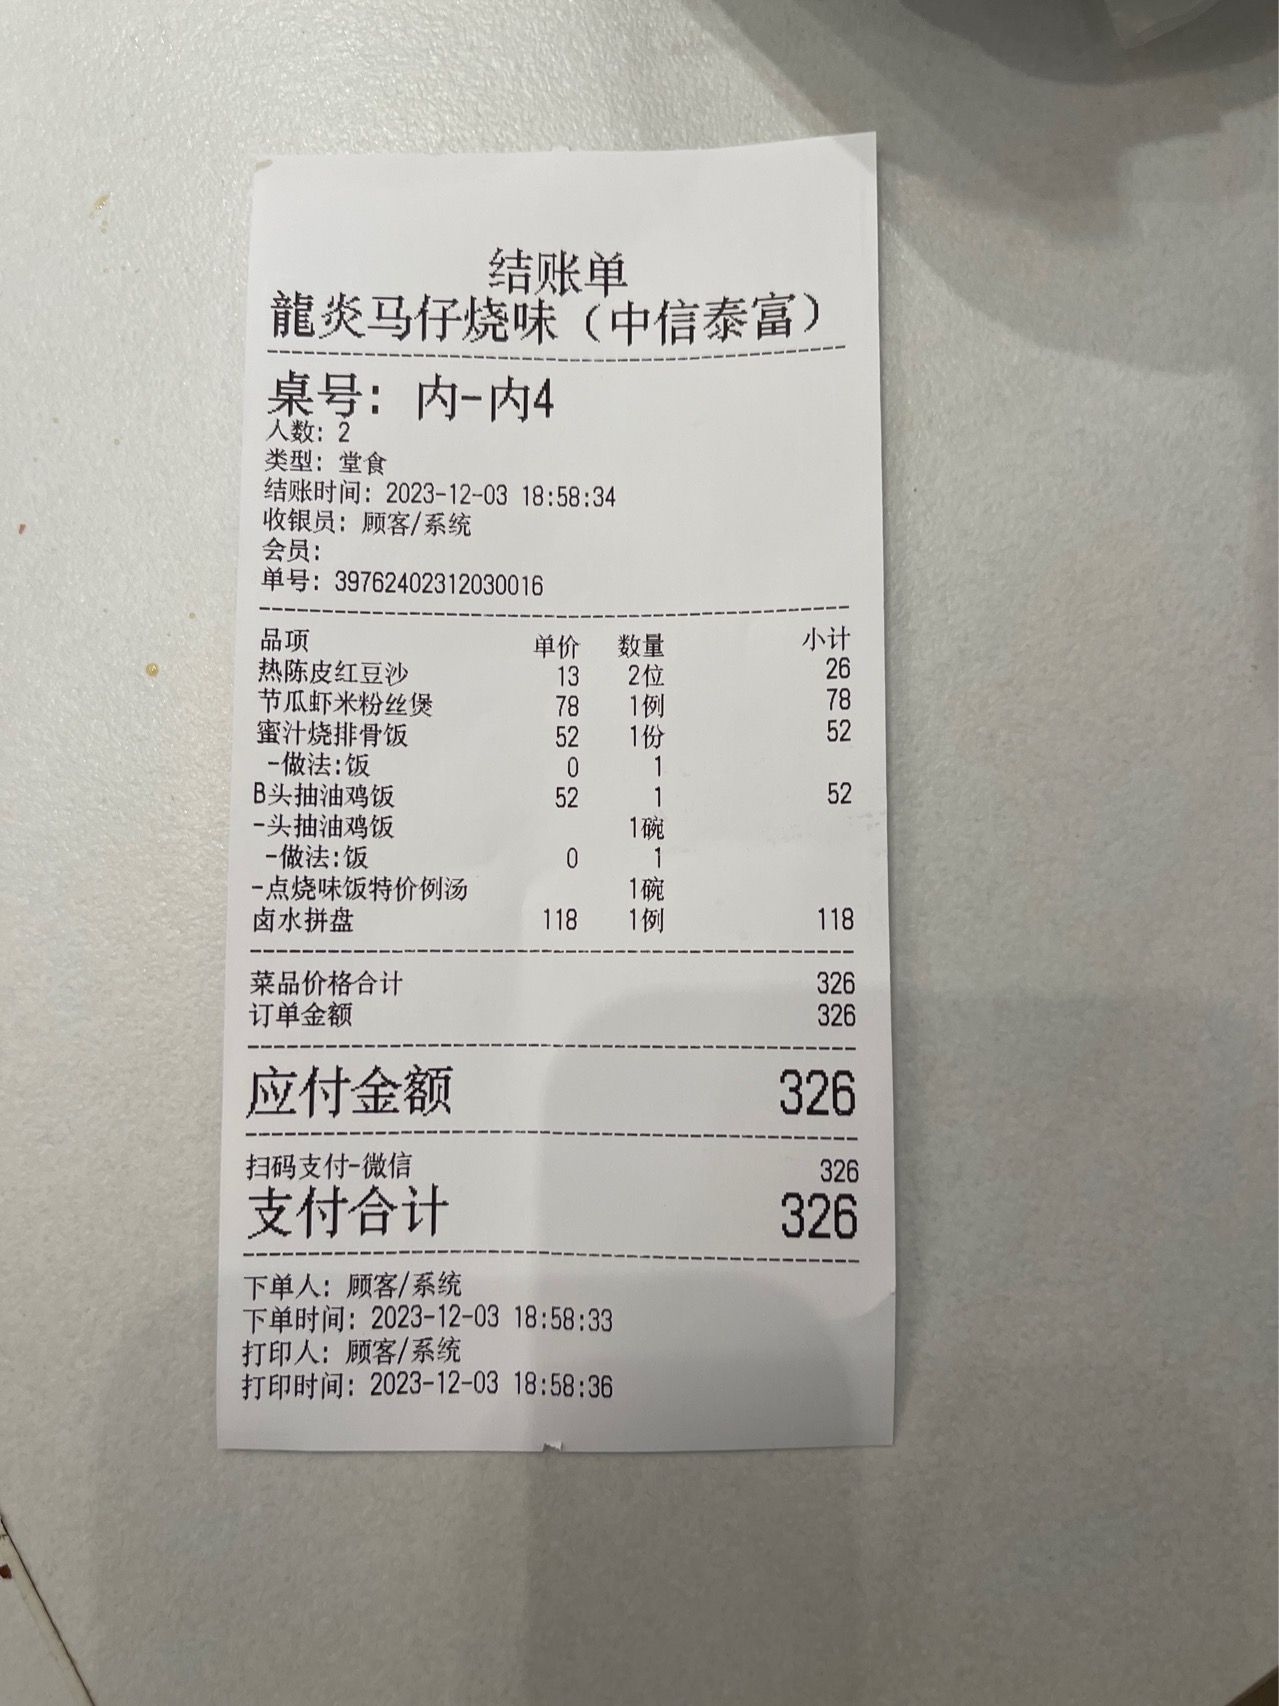 结账单
龍炎马仔烧味（中信泰富）
桌号：内-内4
人数：2
类型：堂食
结账时间：2023-12-03 18:58:34
收银员：顾客/系统
会员：
单号：39762402312030016
品项 单价 数量 小计
热陈皮红豆沙 13 2位 26
节瓜虾米粉丝煲 78 1例 78
蜜汁烧排骨饭 52 1份 52
-做法:饭 0 1
B头抽油鸡饭 52 1 52
-头抽油鸡饭 1碗
-做法:饭 0 1
-点烧味饭特价例汤 1碗
卤水拼盘 118 1例 118
菜品价格合计 326
订单金额 326
应付金额 326
扫码支付-微信 326
支付合计 326
下单人：顾客/系统
下单时间：2023-12-03 18:58:33
打印人：顾客/系统
打印时间：2023-12-03 18:58:36